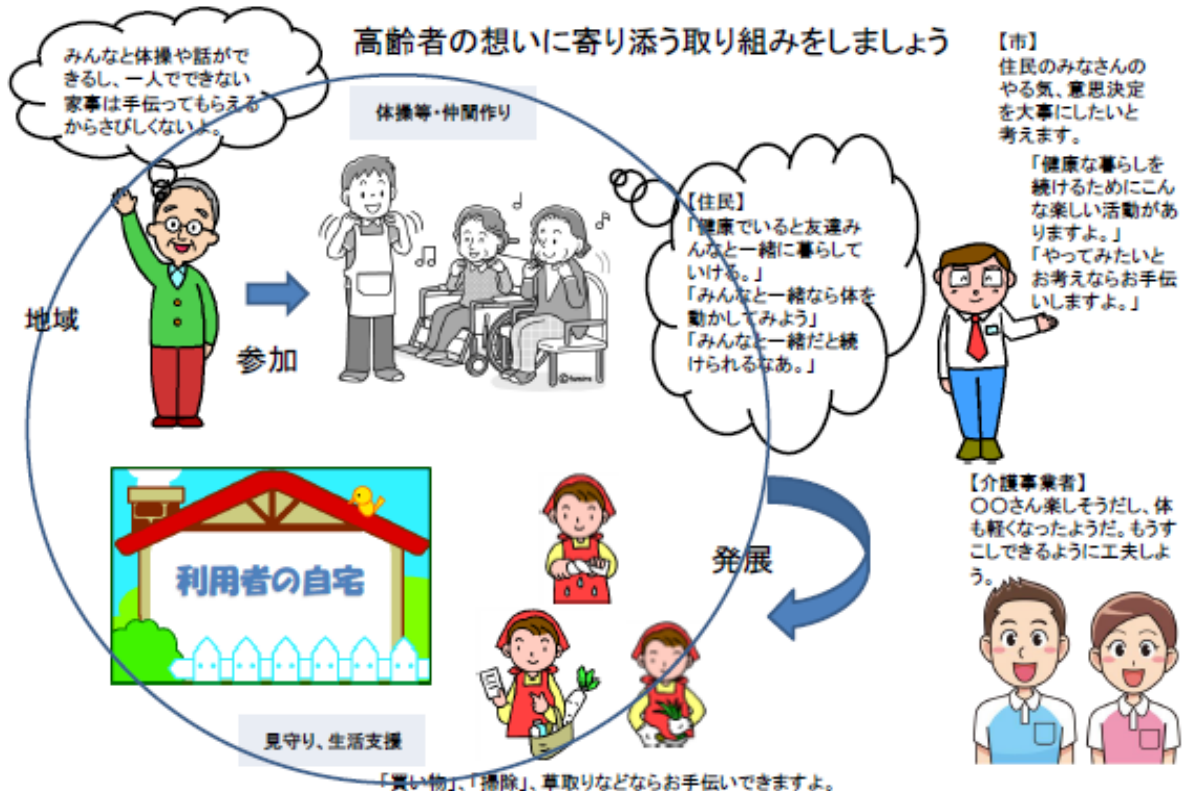 高齢者の想いに寄り添う取り組みをしましょう
みんなと体操や話がで
きるし、一人でできない
家事は手伝ってもらえる
からさびしくないよ。
体操等・仲間作り
【市】
住民のみなさんの
やる気、意思決定
を大事にしたいと
考えます。
「健康な暮らしを
続けるためにこん
な楽しい活動があ
りますよ。」
「やってみたいと
お考えならお手伝
いしますよ。」
【住民】
「健康でいると友達み
んなと一緒に暮らして
いける。」
「みんなと一緒なら体を
動かしてみよう」
「みんなと一緒だと続
けられるなあ。」
地域
参加
発展
【介護事業者】
〇〇さん楽しそうだし、体
も軽くなったようだ。もうす
こしできるように工夫しよ
う。
利用者の自宅
見守り、生活支援
「買い物」、「掃除」、草取りなどならお手伝いできますよ。